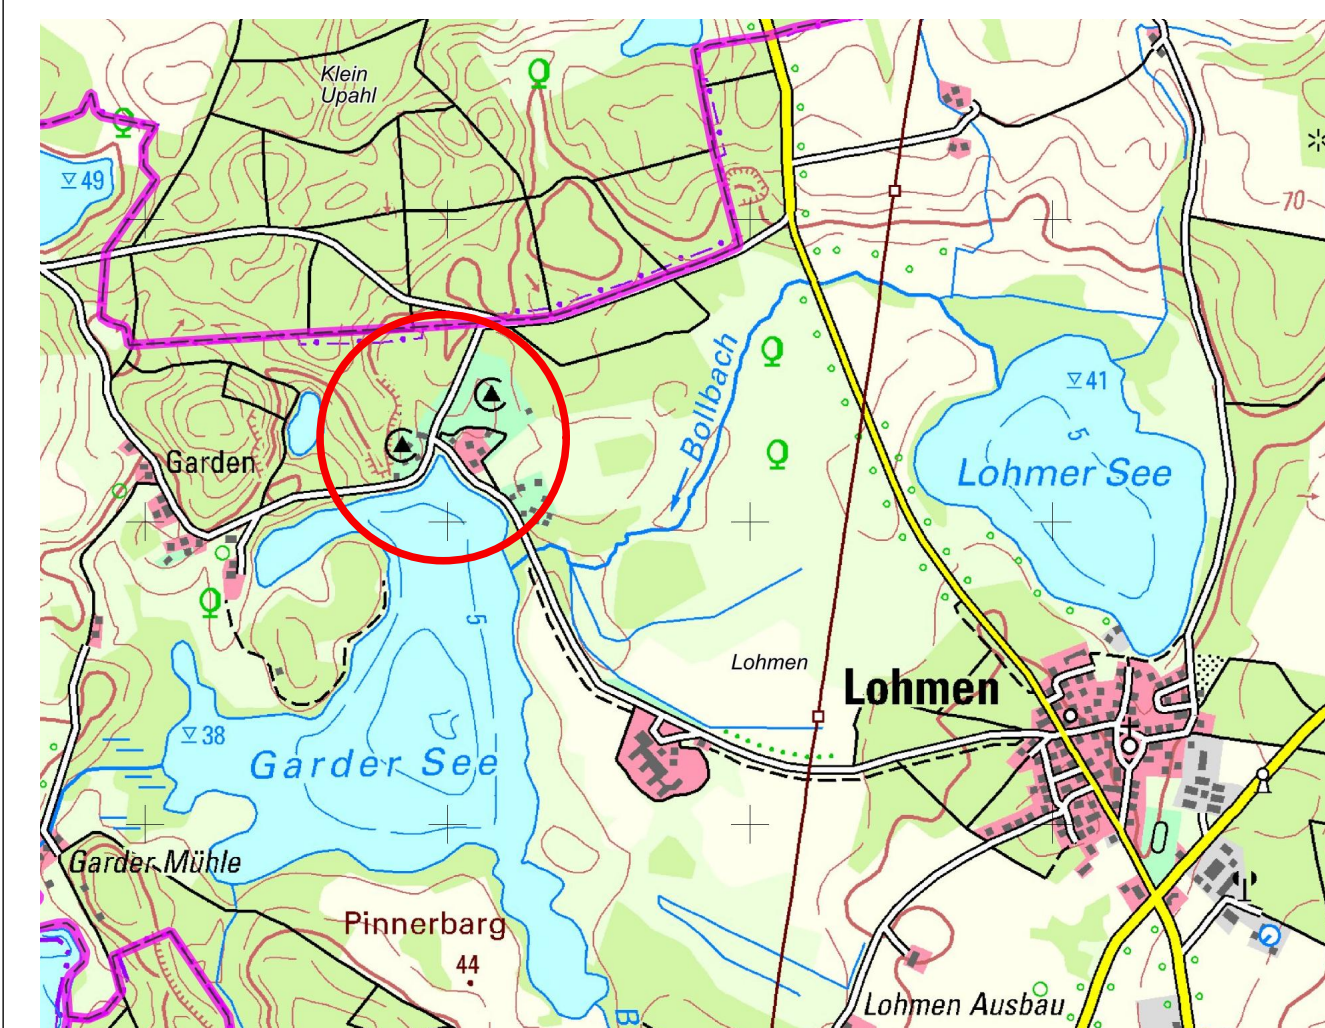 Klein
Upahl
49
70
Bollbach
41
5
Garden
Lohmer See
5
Lohmen
Lohmen
38
Garder See
Garder Mühle
Pinnerbarg
44
Lohmen Ausbau
B